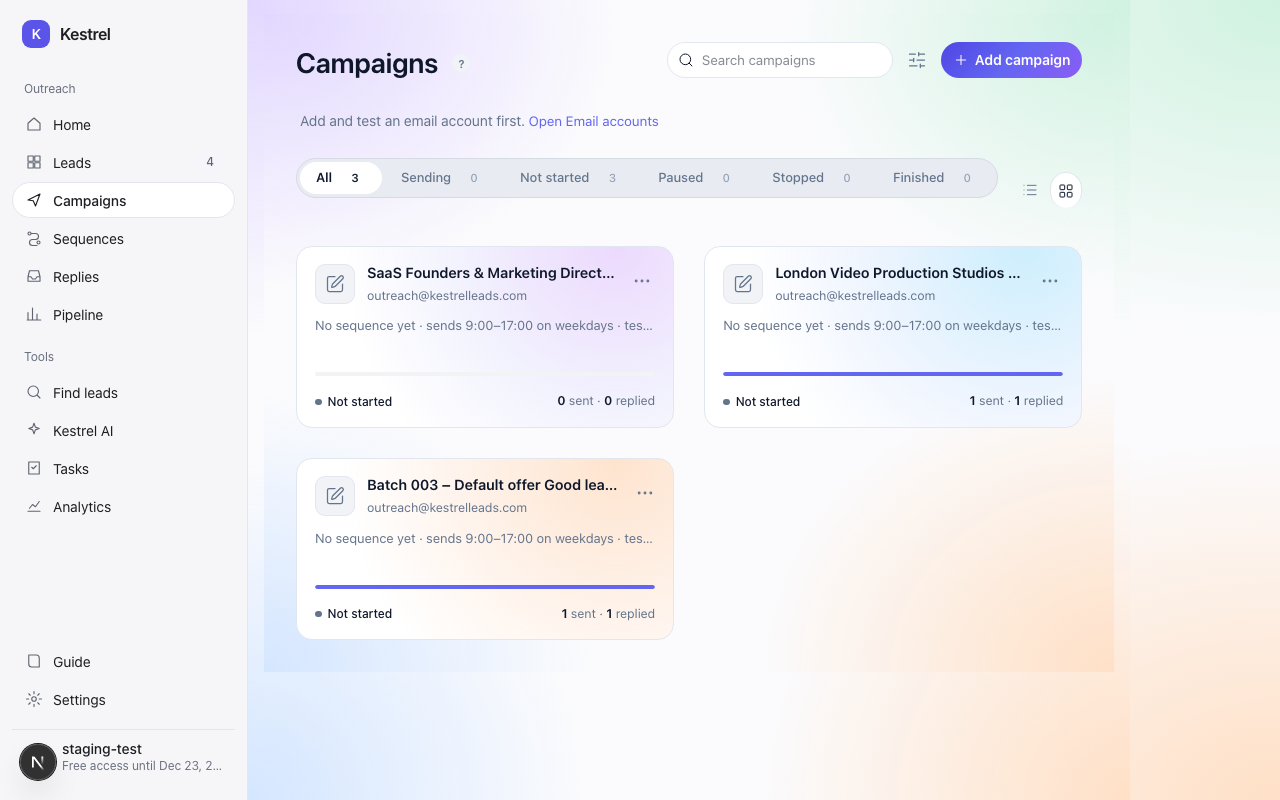 K Kestrel
Outreach
Home
Leads 4
Campaigns
Sequences
Replies
Pipeline
Tools
Find leads
Kestrel AI
Tasks
Analytics
Guide
Settings
N staging-test
Free access until Dec 23, 2...
Campaigns ?
Search campaigns
+ Add campaign
Add and test an email account first. Open Email accounts
All 3 Sending 0 Not started 3 Paused 0 Stopped 0 Finished 0
SaaS Founders & Marketing Direct...
outreach@kestrelleads.com
No sequence yet · sends 9:00–17:00 on weekdays · tes...
Not started 0 sent · 0 replied
London Video Production Studios ...
outreach@kestrelleads.com
No sequence yet · sends 9:00–17:00 on weekdays · tes...
Not started 1 sent · 1 replied
Batch 003 – Default offer Good lea...
outreach@kestrelleads.com
No sequence yet · sends 9:00–17:00 on weekdays · tes...
Not started 1 sent · 1 replied